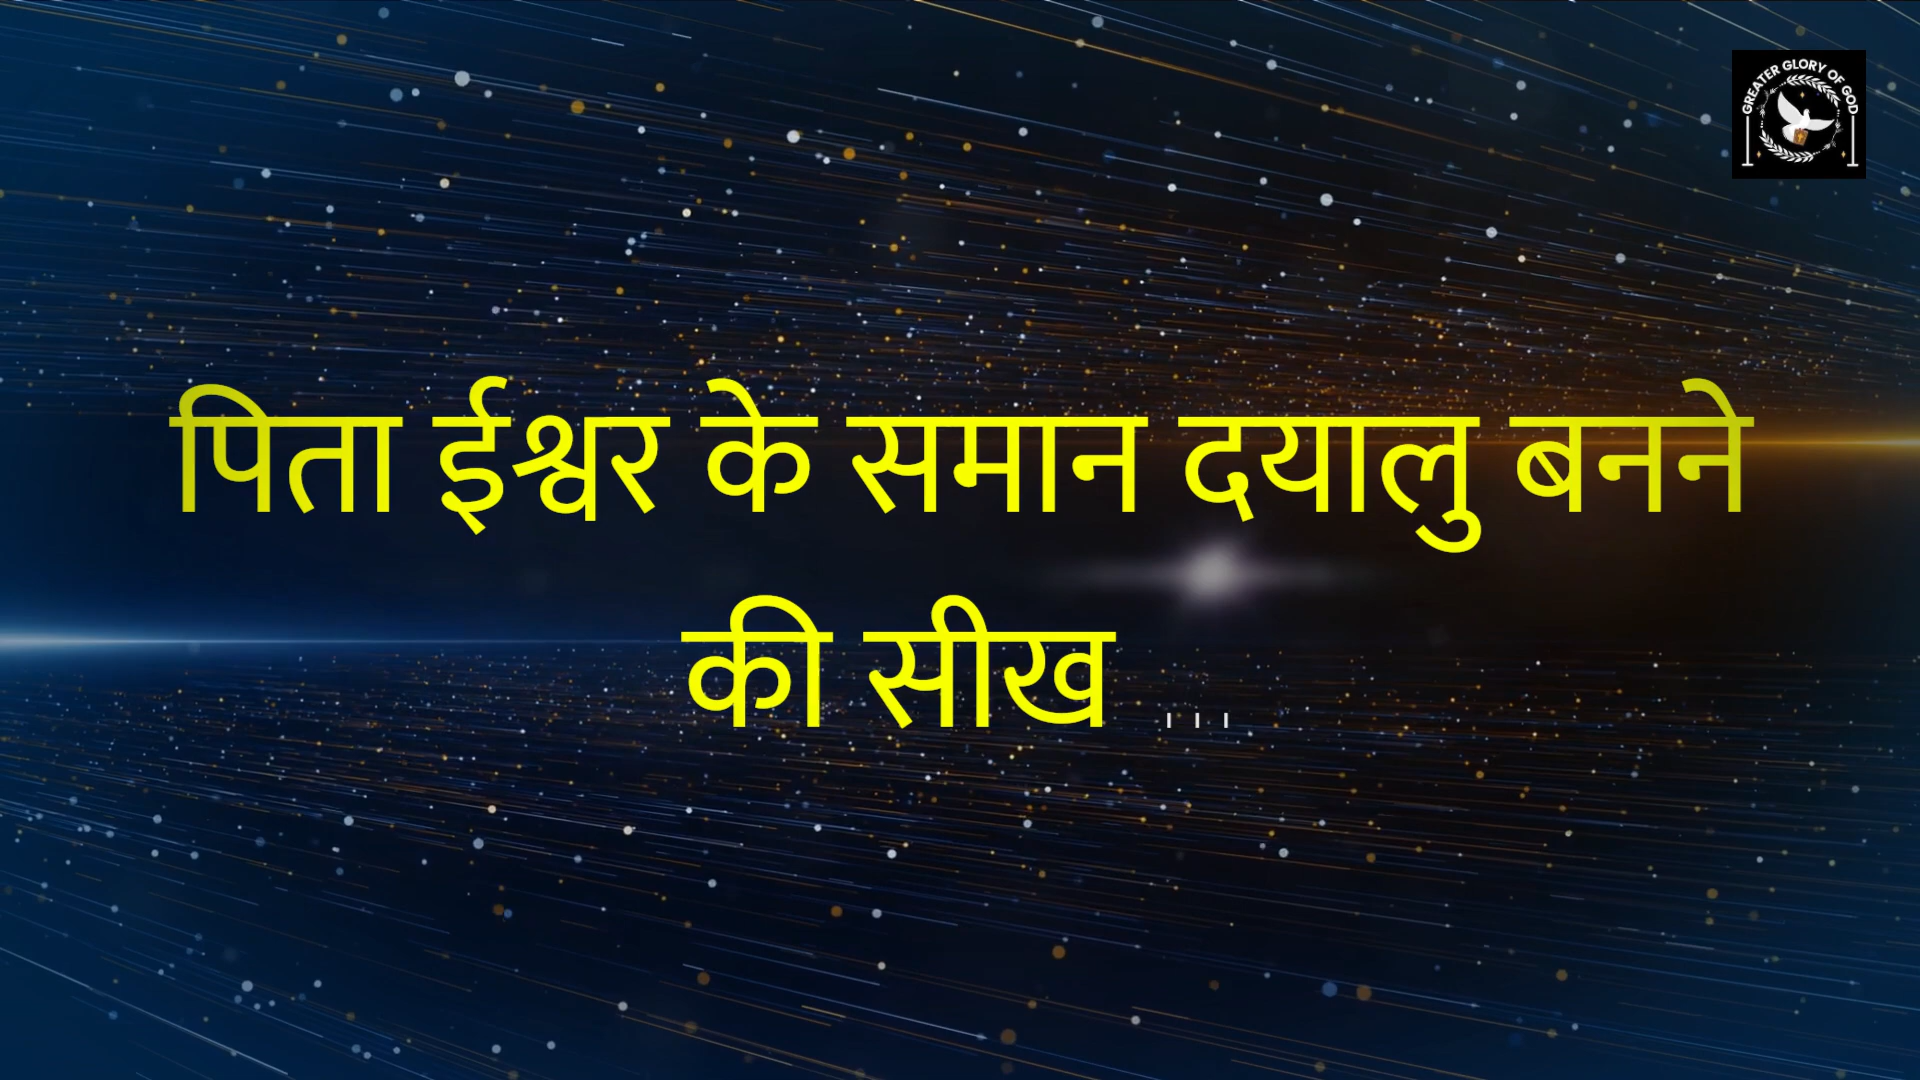 GREATER GLORY OF GOD
पिता ईश्वर के समान दयालु बनने
की सीख ...